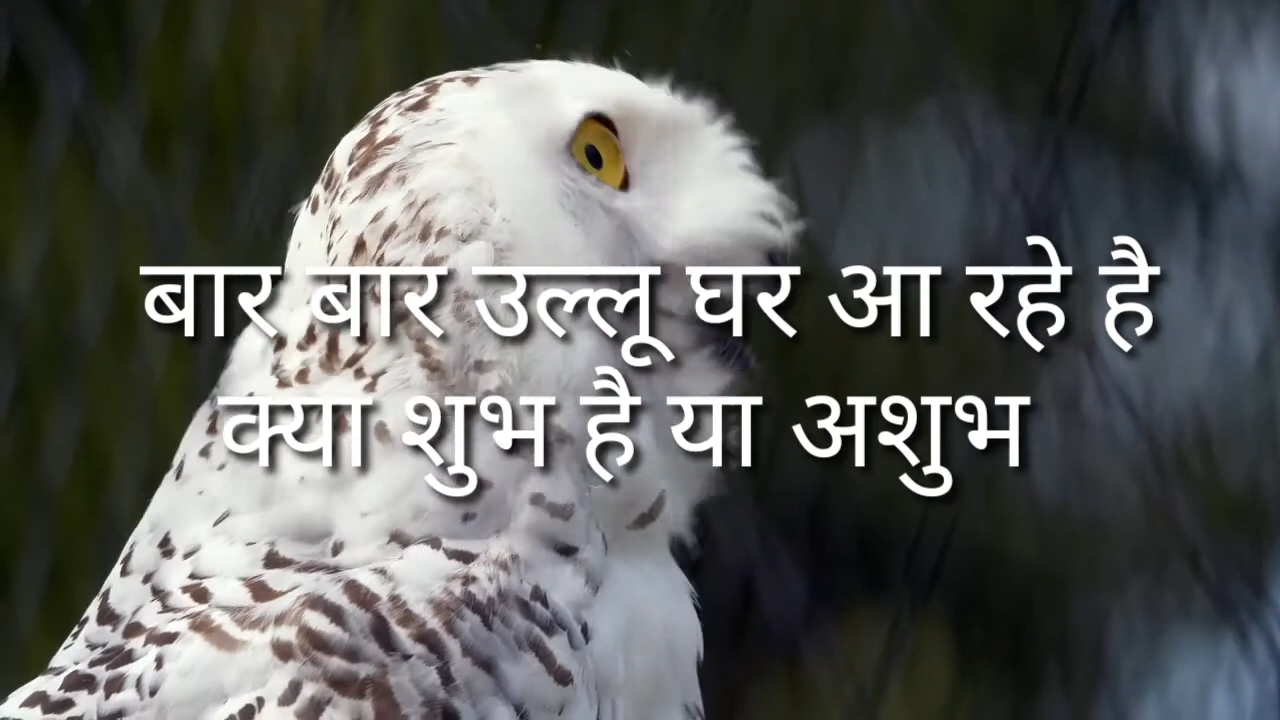 बार बार उल्लू घर आ रहे है
क्या शुभ है या अशुभ